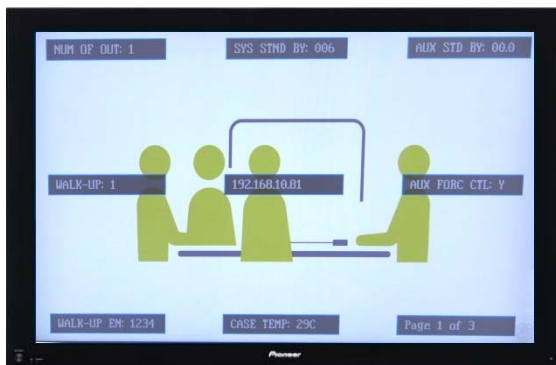 NUM OF OUT: 1
SYS STND BY: 006
AUX STD BY: 00.0
WALK-UP: 1
192.168.10.81
AUX FORC CTL: Y
WALK-UP EN: 1234
CASE TEMP: 29C
Page 1 of 3
Pioneer